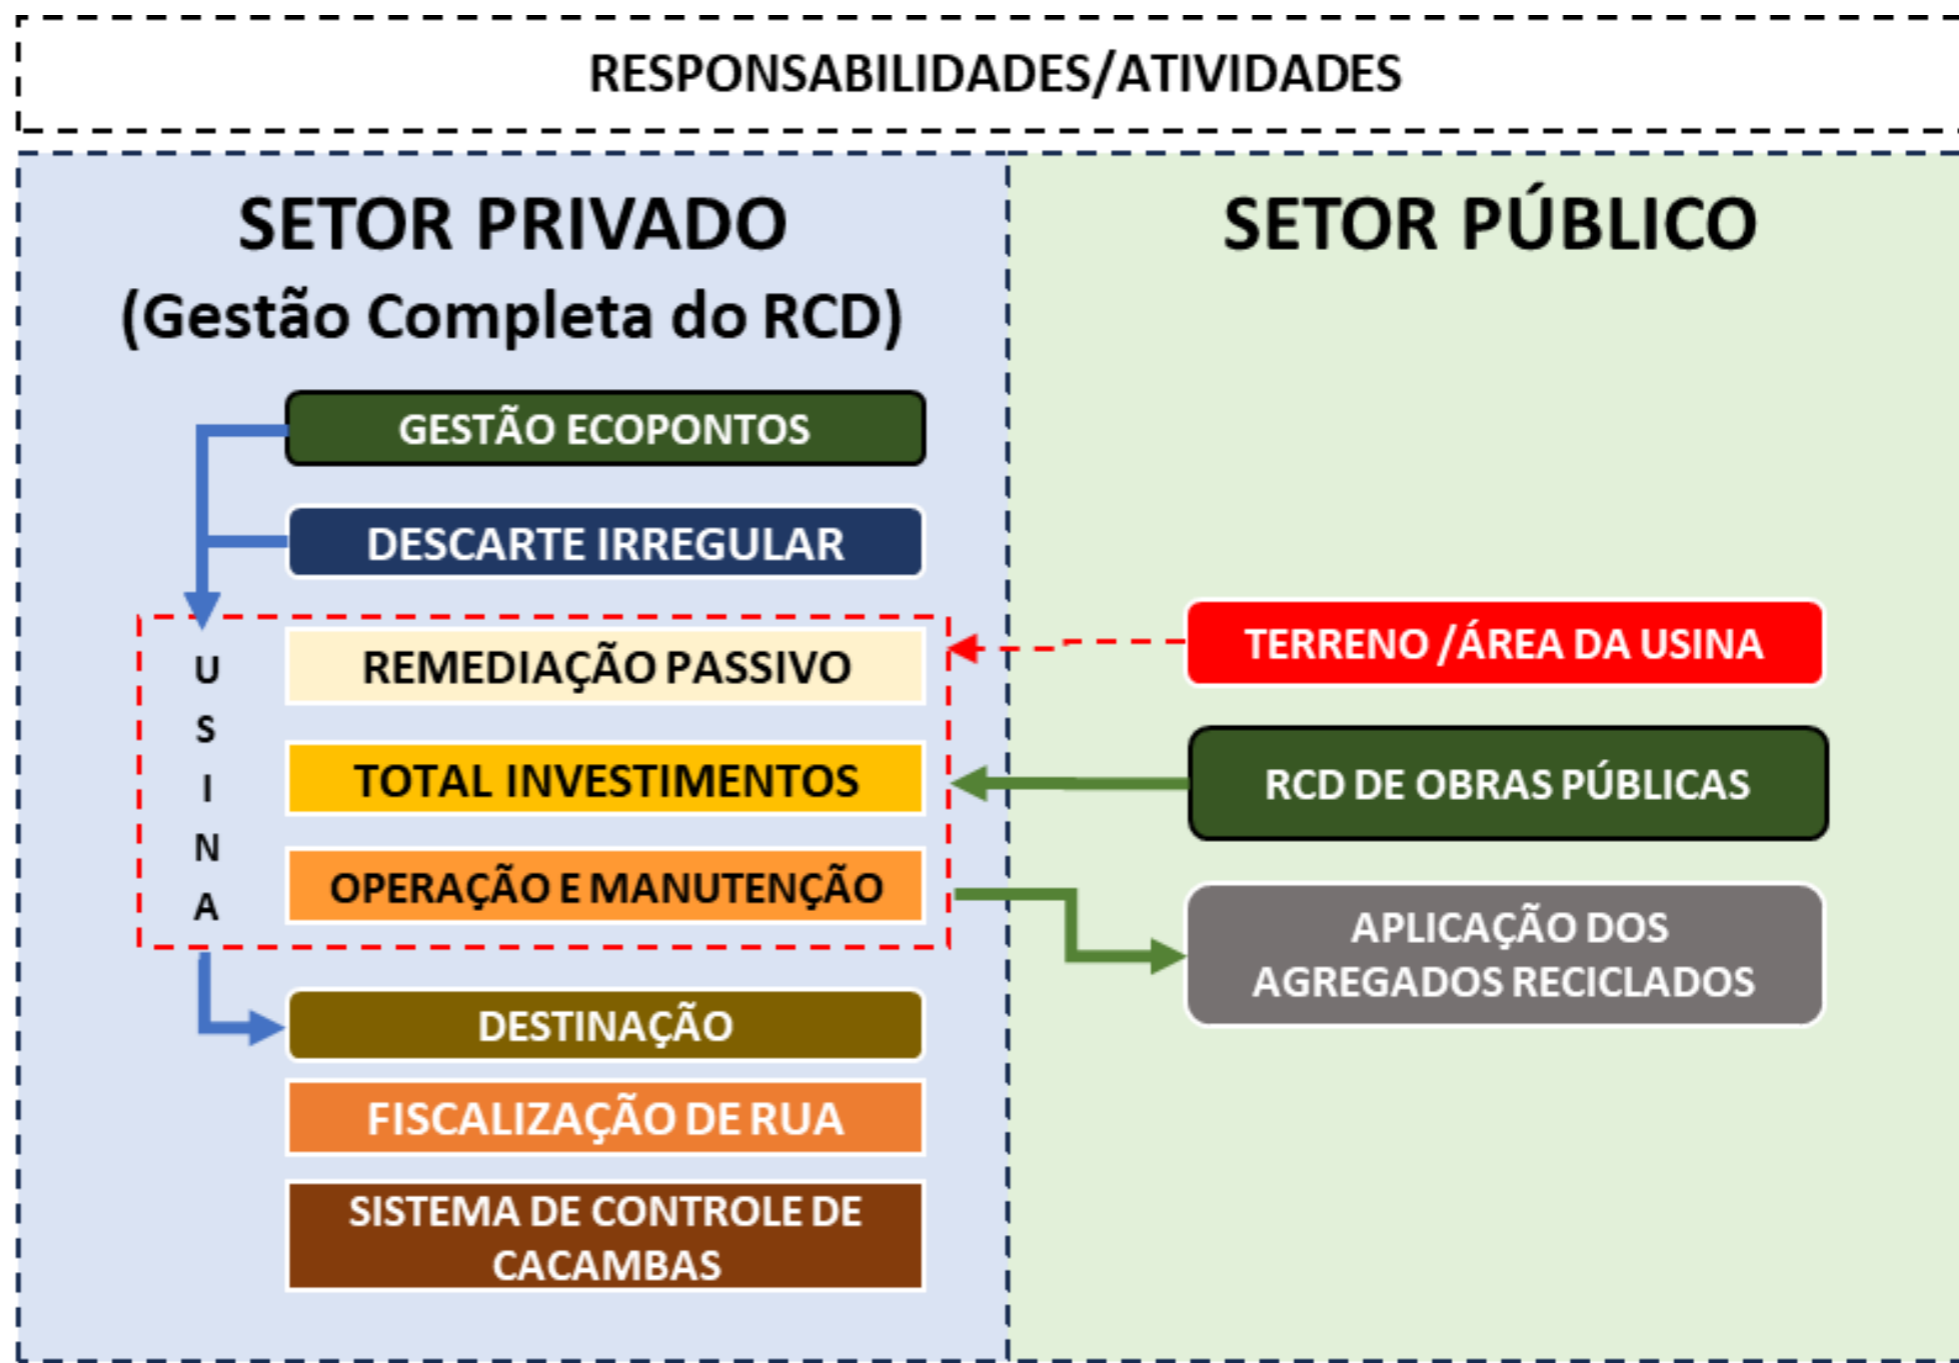 RESPONSABILIDADES/ATIVIDADES
SETOR PRIVADO
(Gestão Completa do RCD)
GESTÃO ECOPONTOS
DESCARTE IRREGULAR
USINA
REMEDIAÇÃO PASSIVO
TOTAL INVESTIMENTOS
OPERAÇÃO E MANUTENÇÃO
DESTINAÇÃO
FISCALIZAÇÃO DE RUA
SISTEMA DE CONTROLE DE
CACAMBAS
SETOR PÚBLICO
TERRENO /ÁREA DA USINA
RCD DE OBRAS PÚBLICAS
APLICAÇÃO DOS
AGREGADOS RECICLADOS